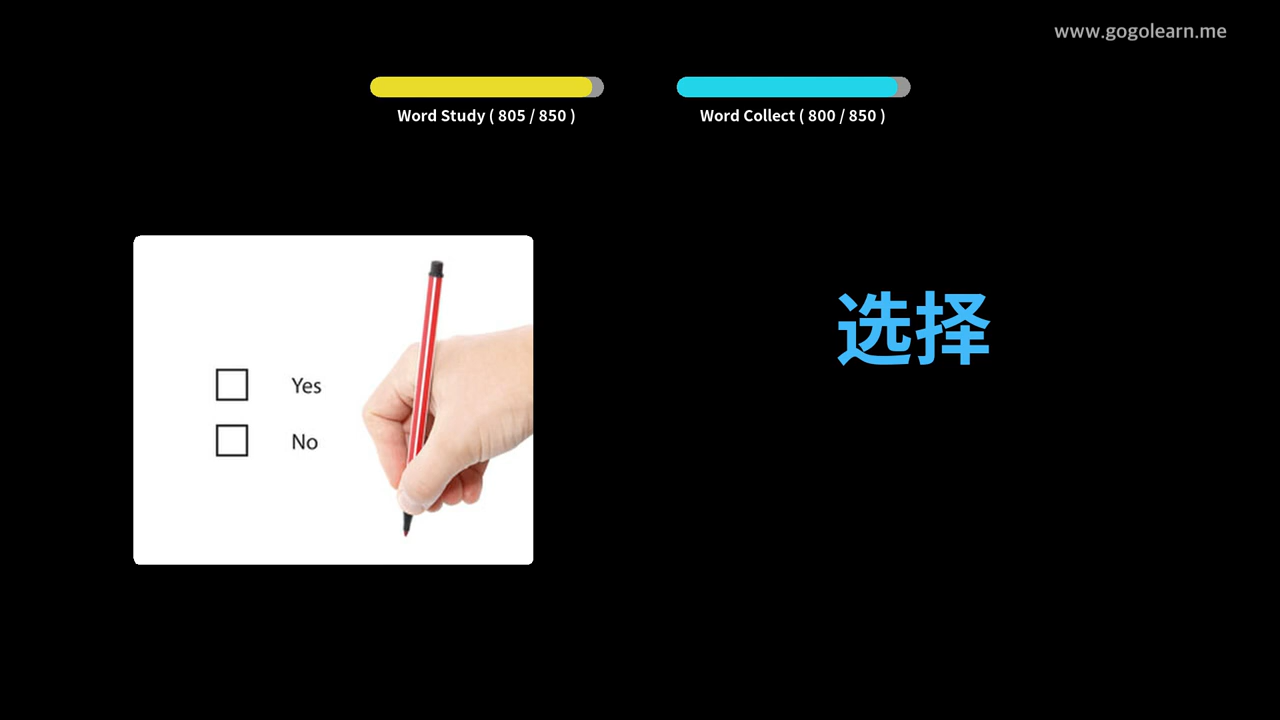 www.gogolearn.me
Word Study ( 805 / 850 )
Word Collect ( 800 / 850 )
选择
Yes
No